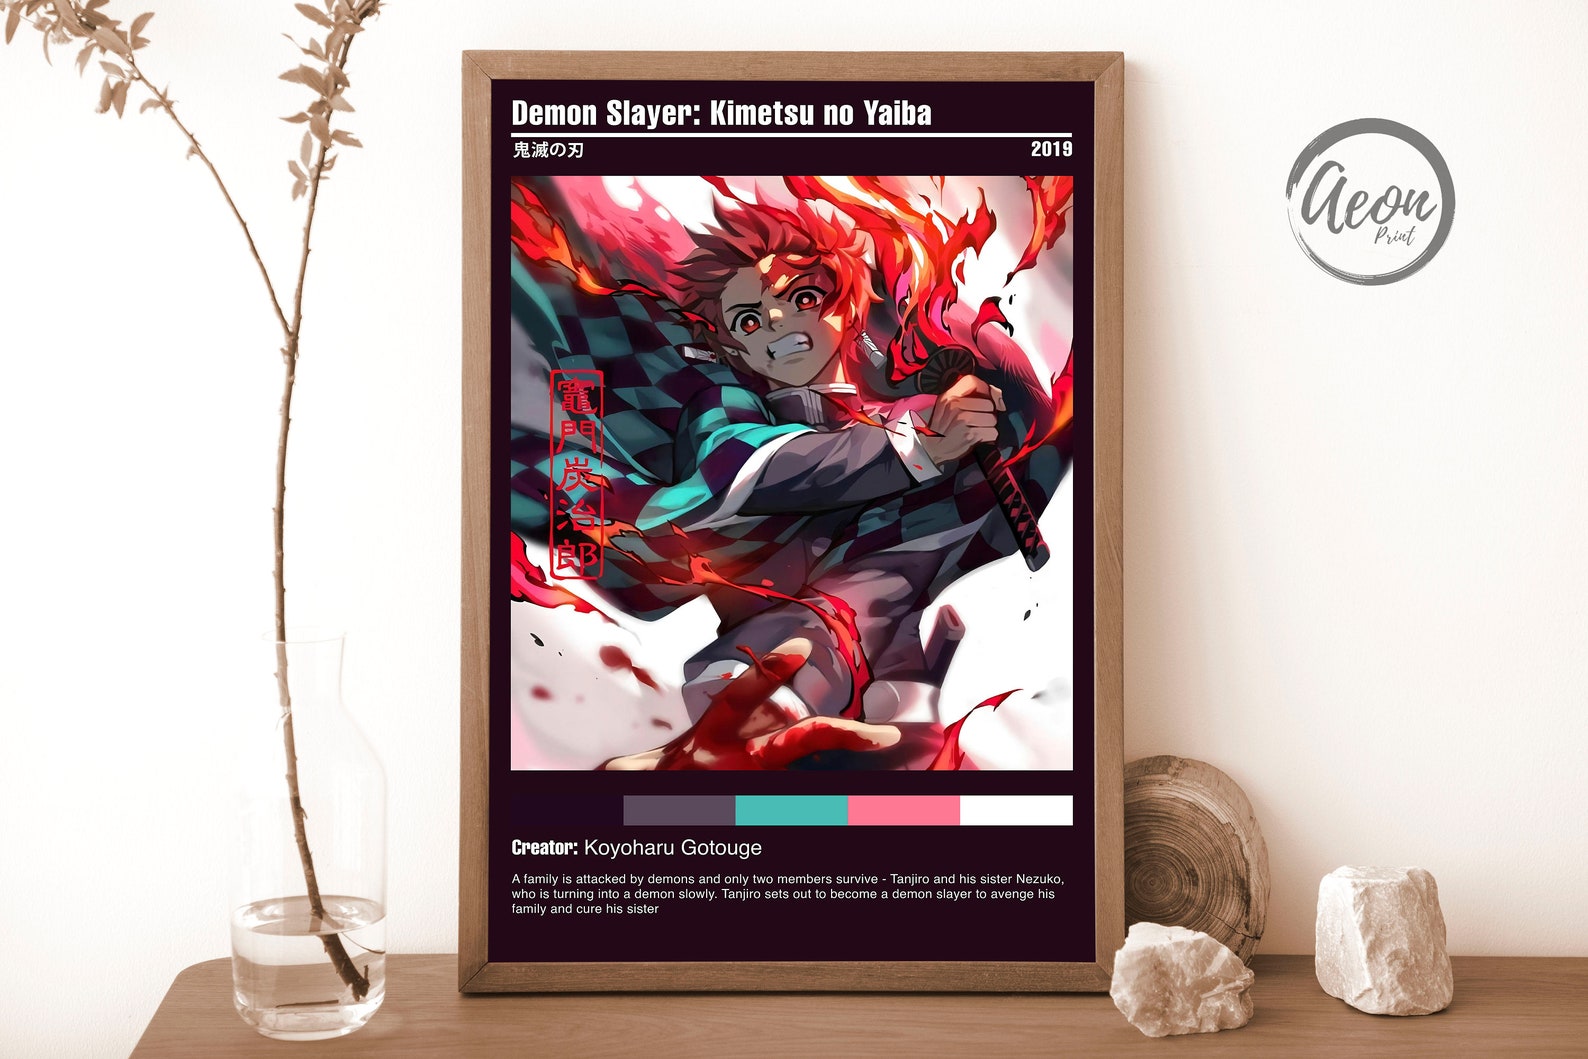 Demon Slayer: Kimetsu no Yaiba
鬼滅の刃
2019
竈門炭治郎
Creator: Koyoharu Gotouge
A family is attacked by demons and only two members survive - Tanjiro and his sister Nezuko,
who is turning into a demon slowly. Tanjiro sets out to become a demon slayer to avenge his
family and cure his sister
Aeon
Print